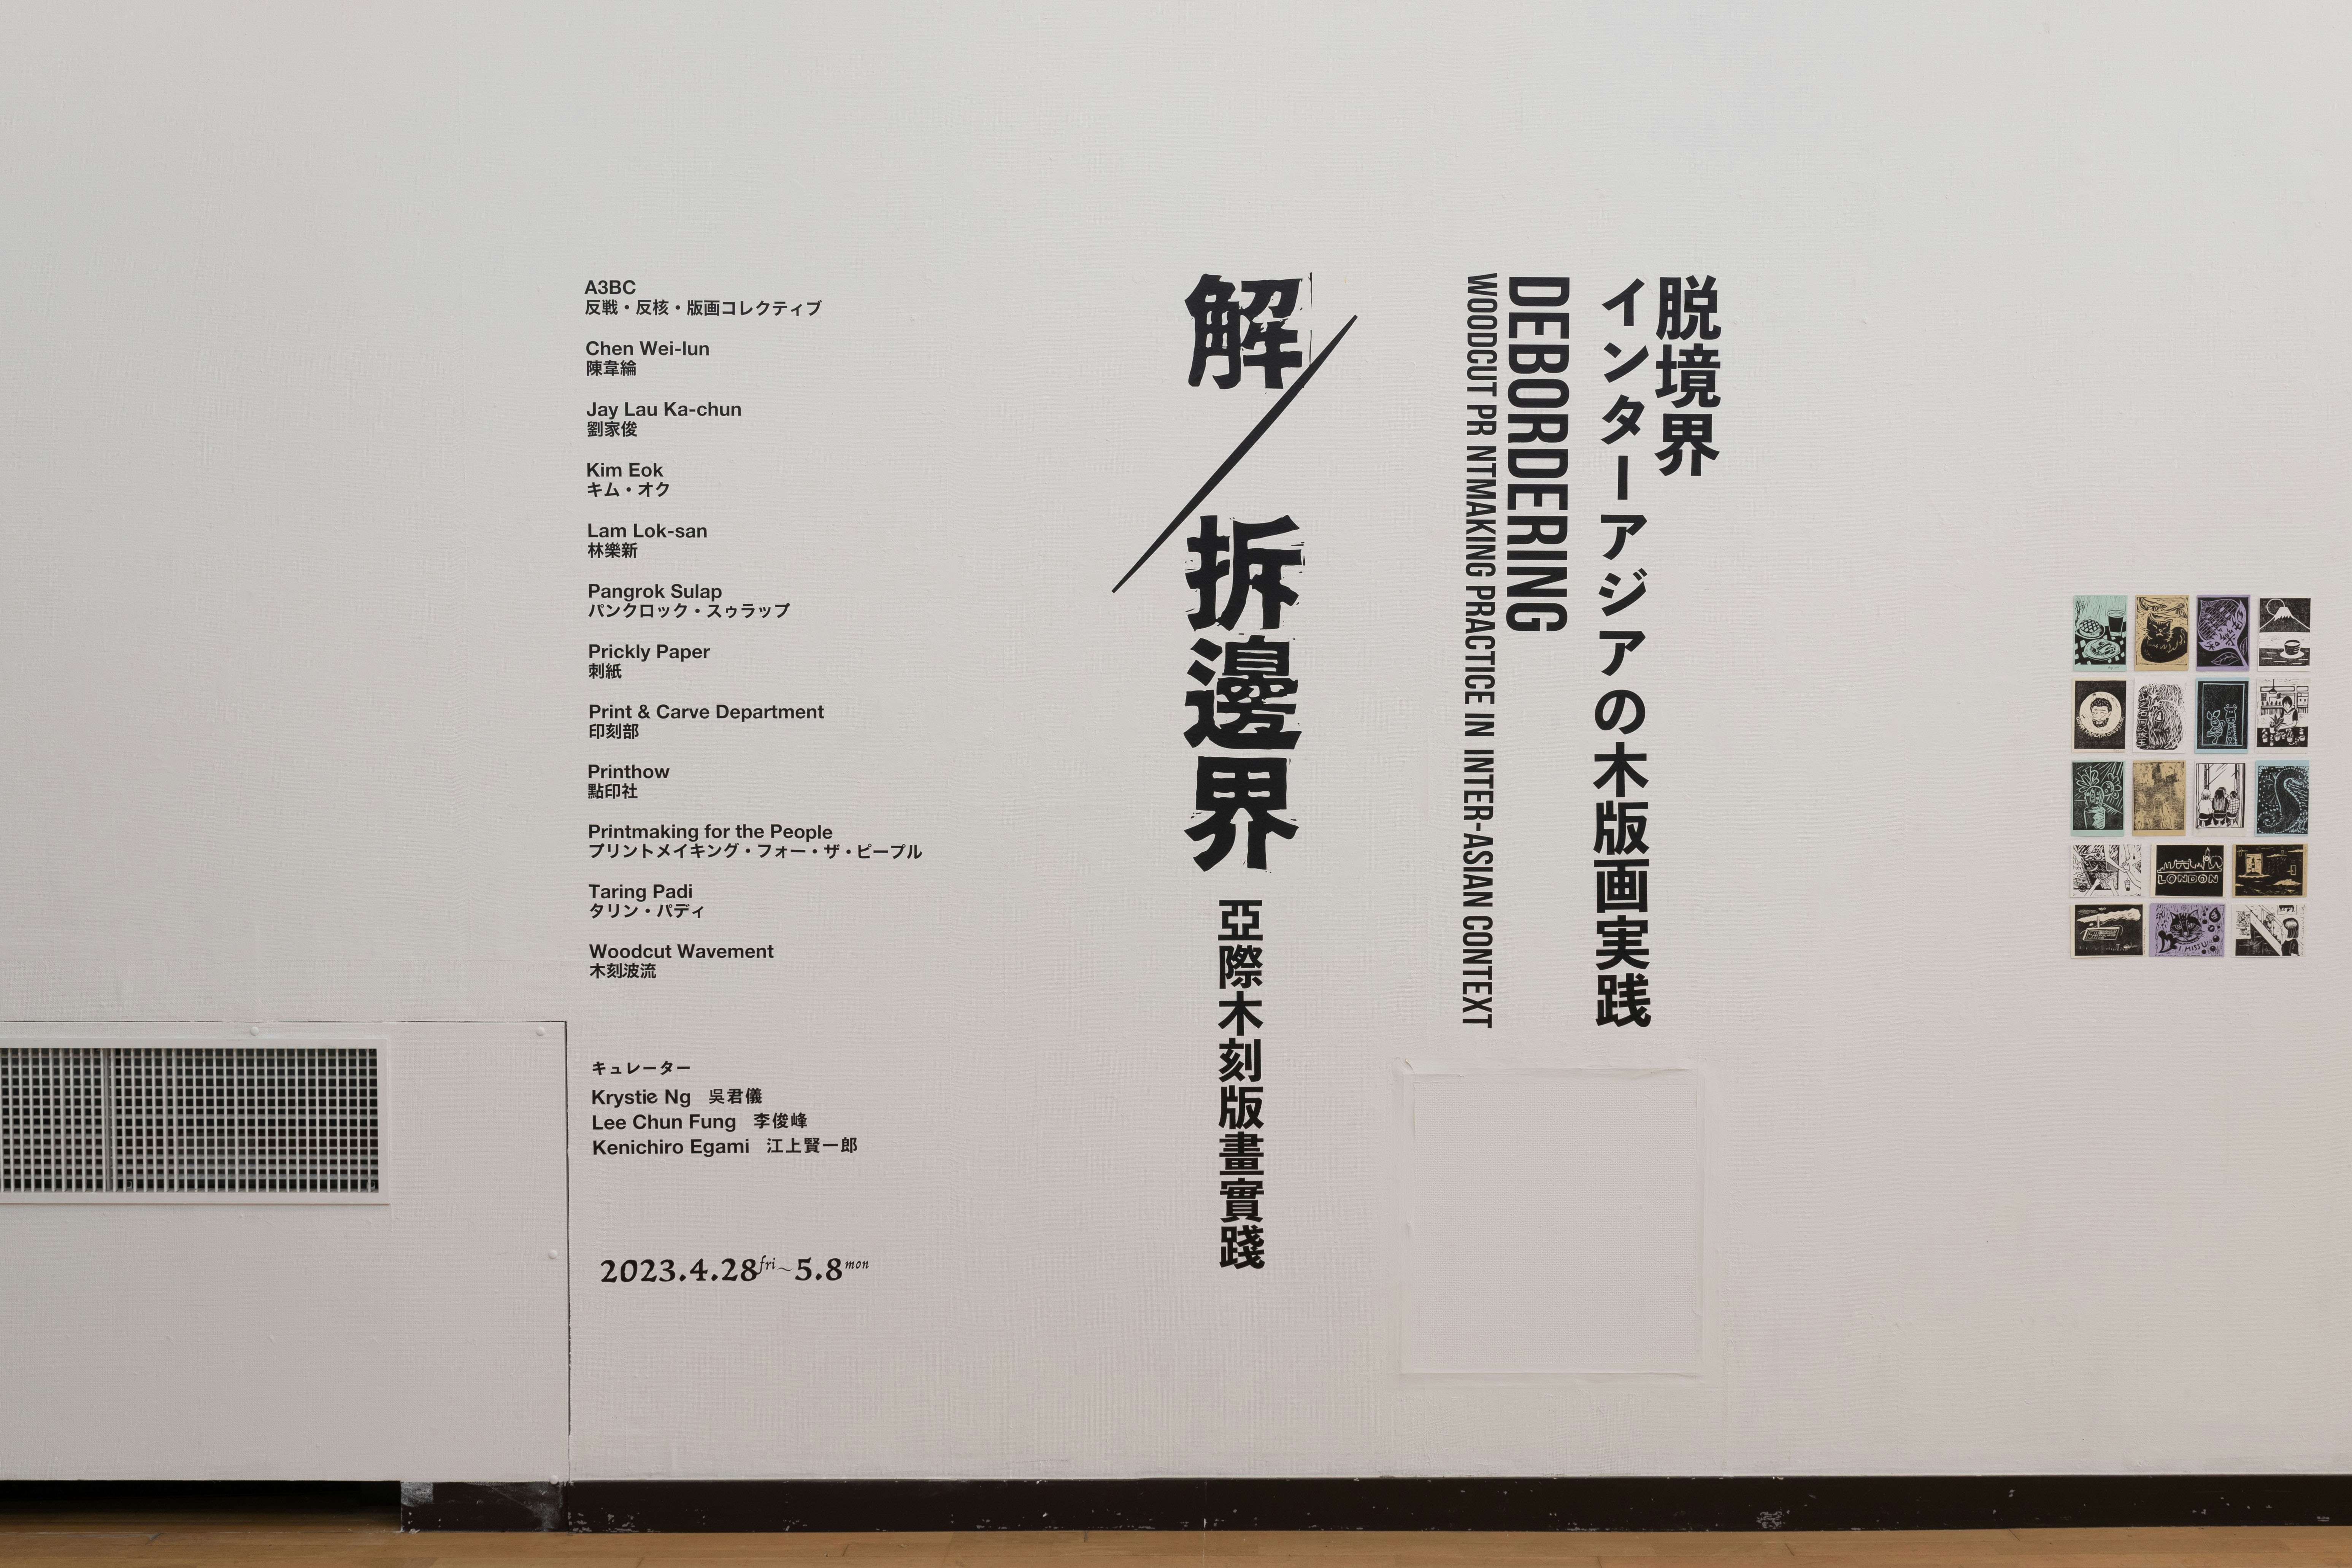 A3BC
反戦・反核・版画コレクティブ
Chen Wei-lun
陳韋綸
Jay Lau Ka-chun
劉家俊
Kim Eok
キム・オク
Lam Lok-san
林樂新
Pangrok Sulap
パンクロック・スゥラップ
Prickly Paper
刺紙
Print & Carve Department
印刻部
Printhow
點印社
Printmaking for the People
プリントメイキング・フォー・ザ・ピープル
Taring Padi
タリン・パディ
Woodcut Wavement
木刻波流
キュレーター
Krystie Ng 吳君儀
Lee Chun Fung 李俊峰
Kenichiro Egami 江上賢一郎
2023.4.28fri~5.8mon
解/拆邊界
亞際木刻版畫實踐
DEBORDERING
WOODCUT PR NTMAKING PRACTICE IN INTER-ASIAN CONTEXT
脱境界
インターアジアの木版画実践
LONDON
I MISS U